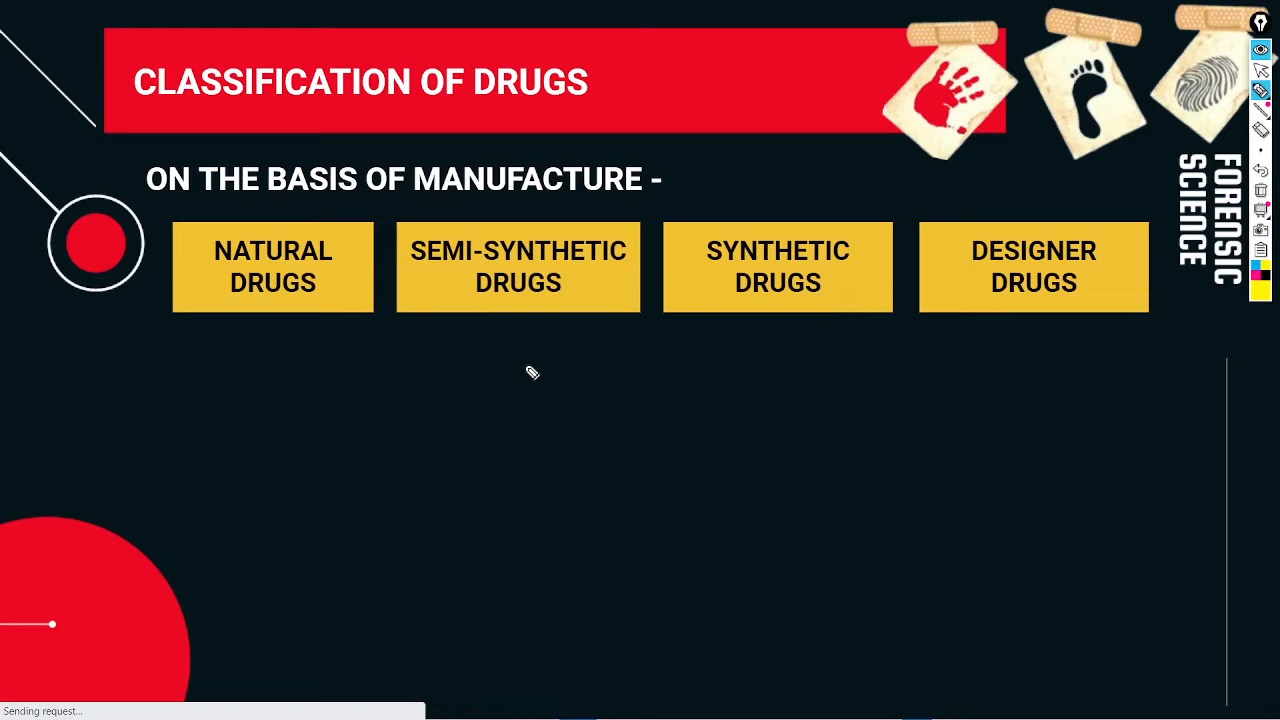 CLASSIFICATION OF DRUGS
ON THE BASIS OF MANUFACTURE -
NATURAL
DRUGS
SEMI-SYNTHETIC
DRUGS
SYNTHETIC
DRUGS
DESIGNER
DRUGS
FORENSIC
SCIENCE
Sending request...